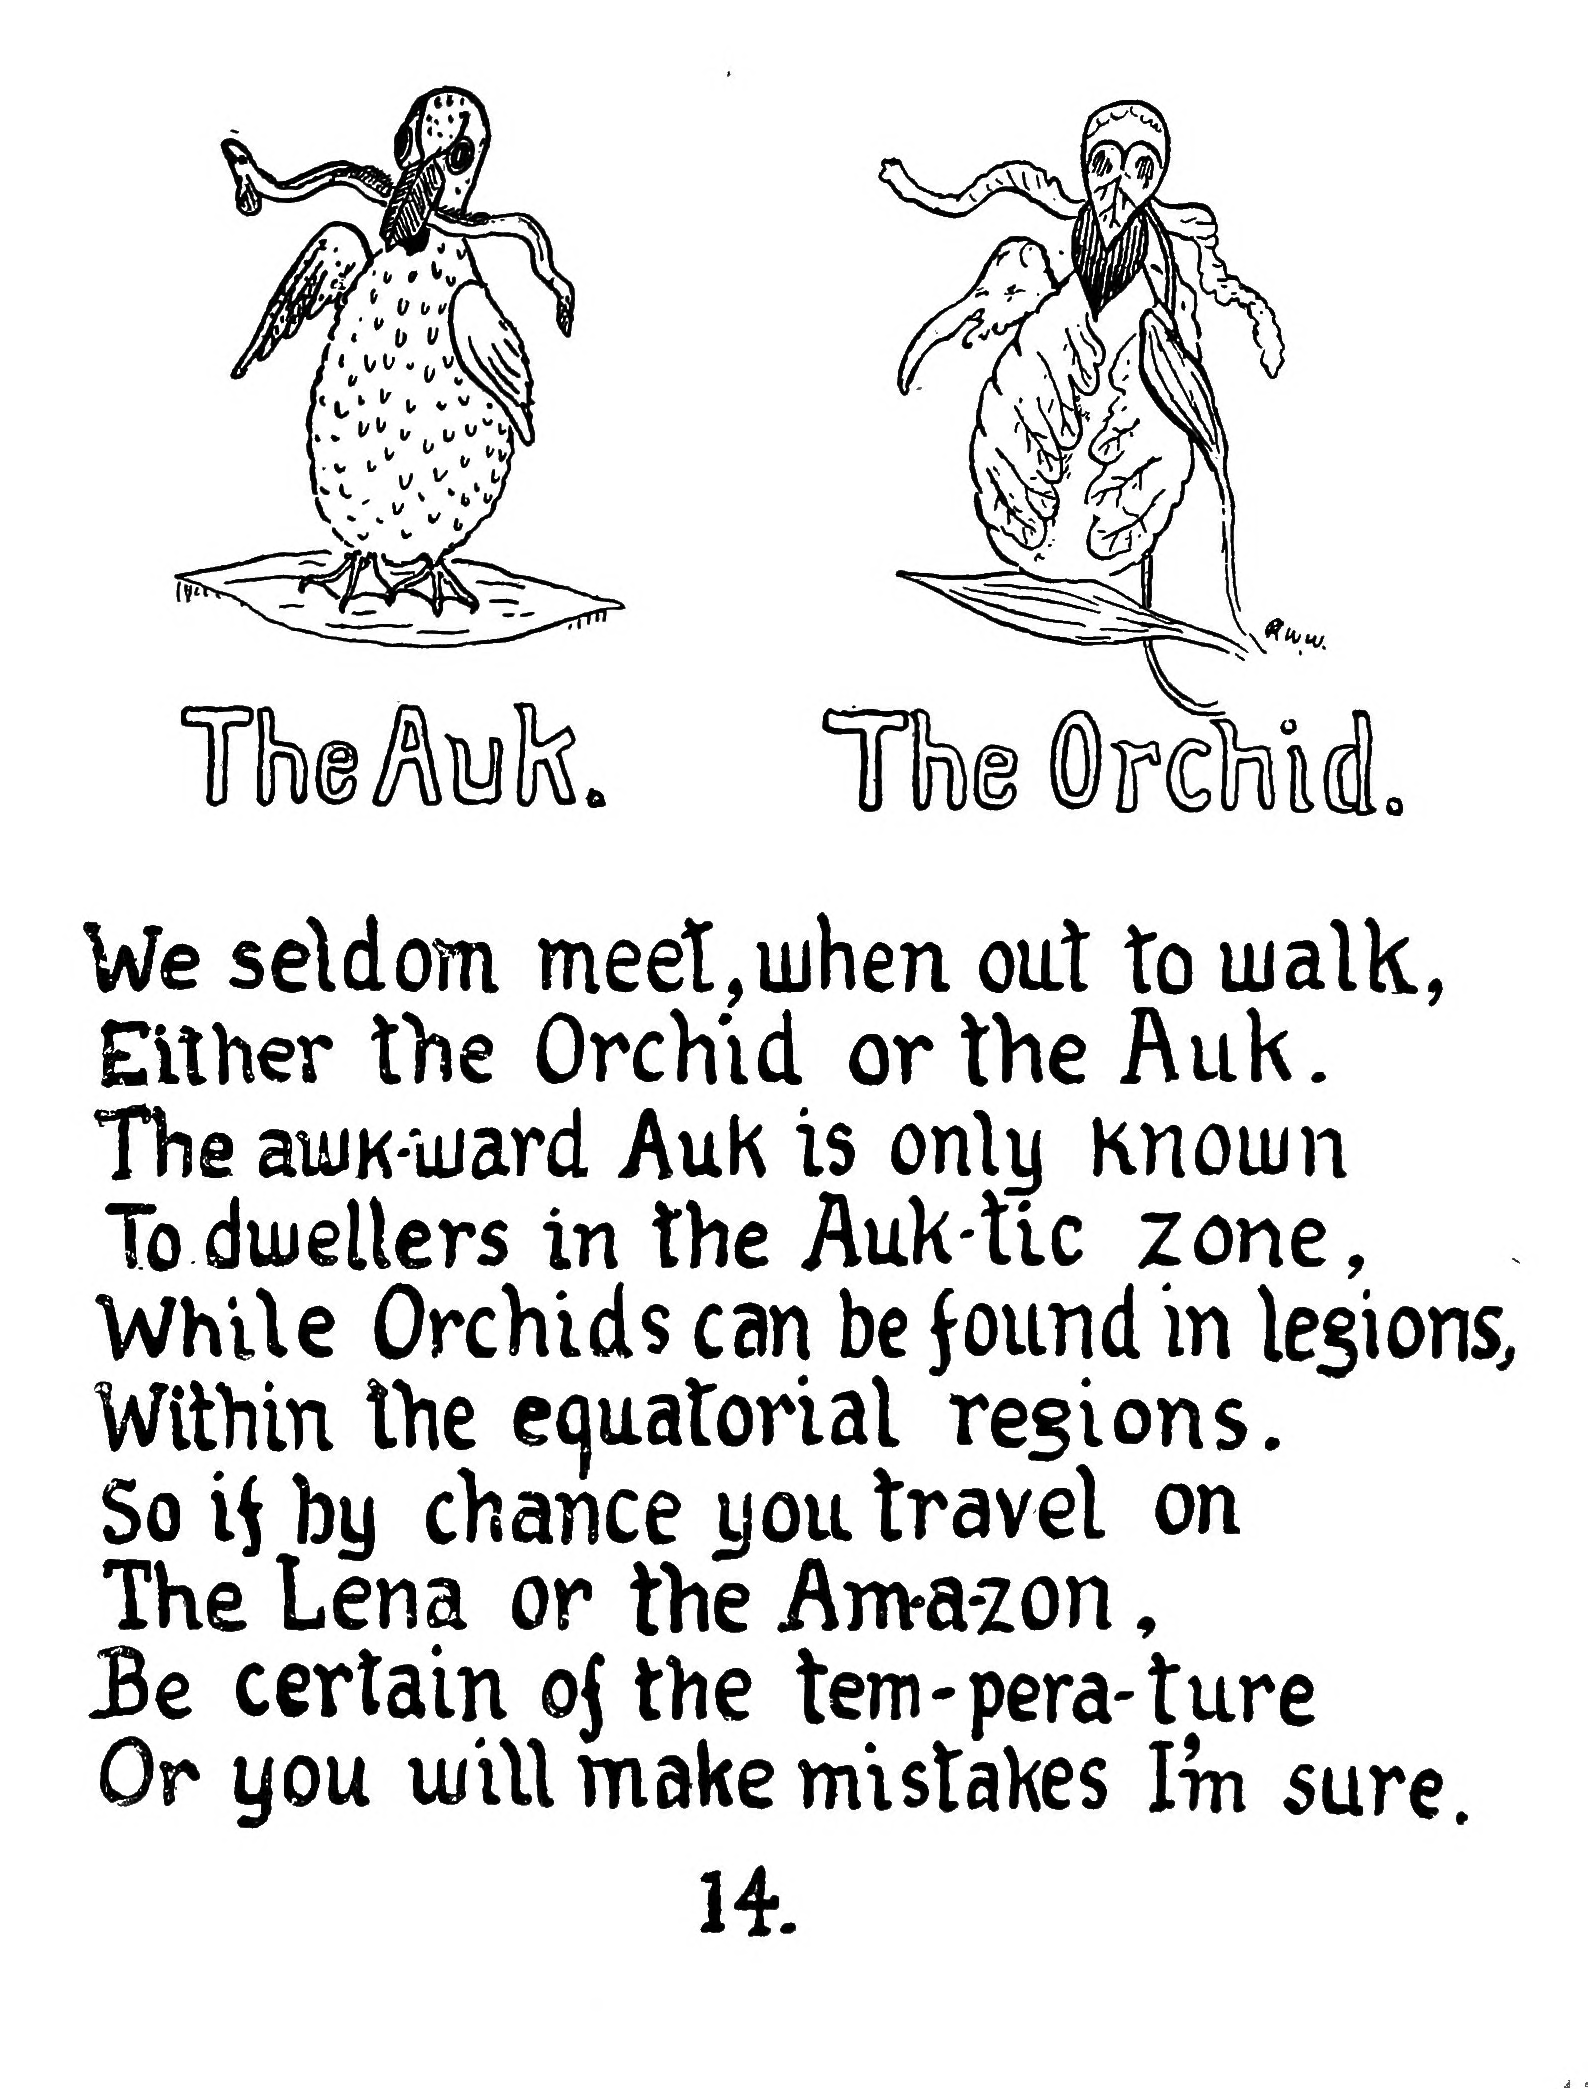 R.W.W.
The Auk. The Orchid.
We seldom meet, when out to walk,
Either the Orchid or the Auk.
The awk-ward Auk is only known
To dwellers in the Auk-tic zone,
While Orchids can be found in legions,
Within the equatorial regions.
So if by chance you travel on
The Lena or the Am-a-zon,
Be certain of the tem-pera-ture
Or you will make mistakes I'm sure.
14.